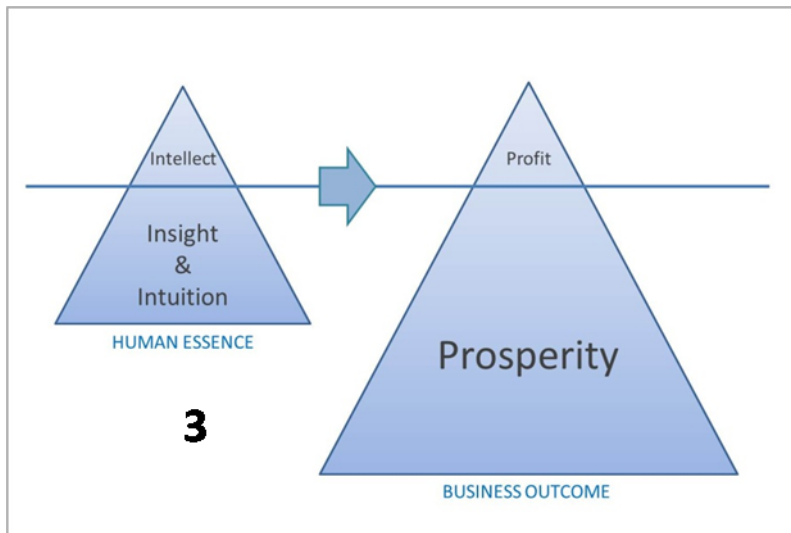 Intellect
Insight
&
Intuition
HUMAN ESSENCE
3
Profit
Prosperity
BUSINESS OUTCOME